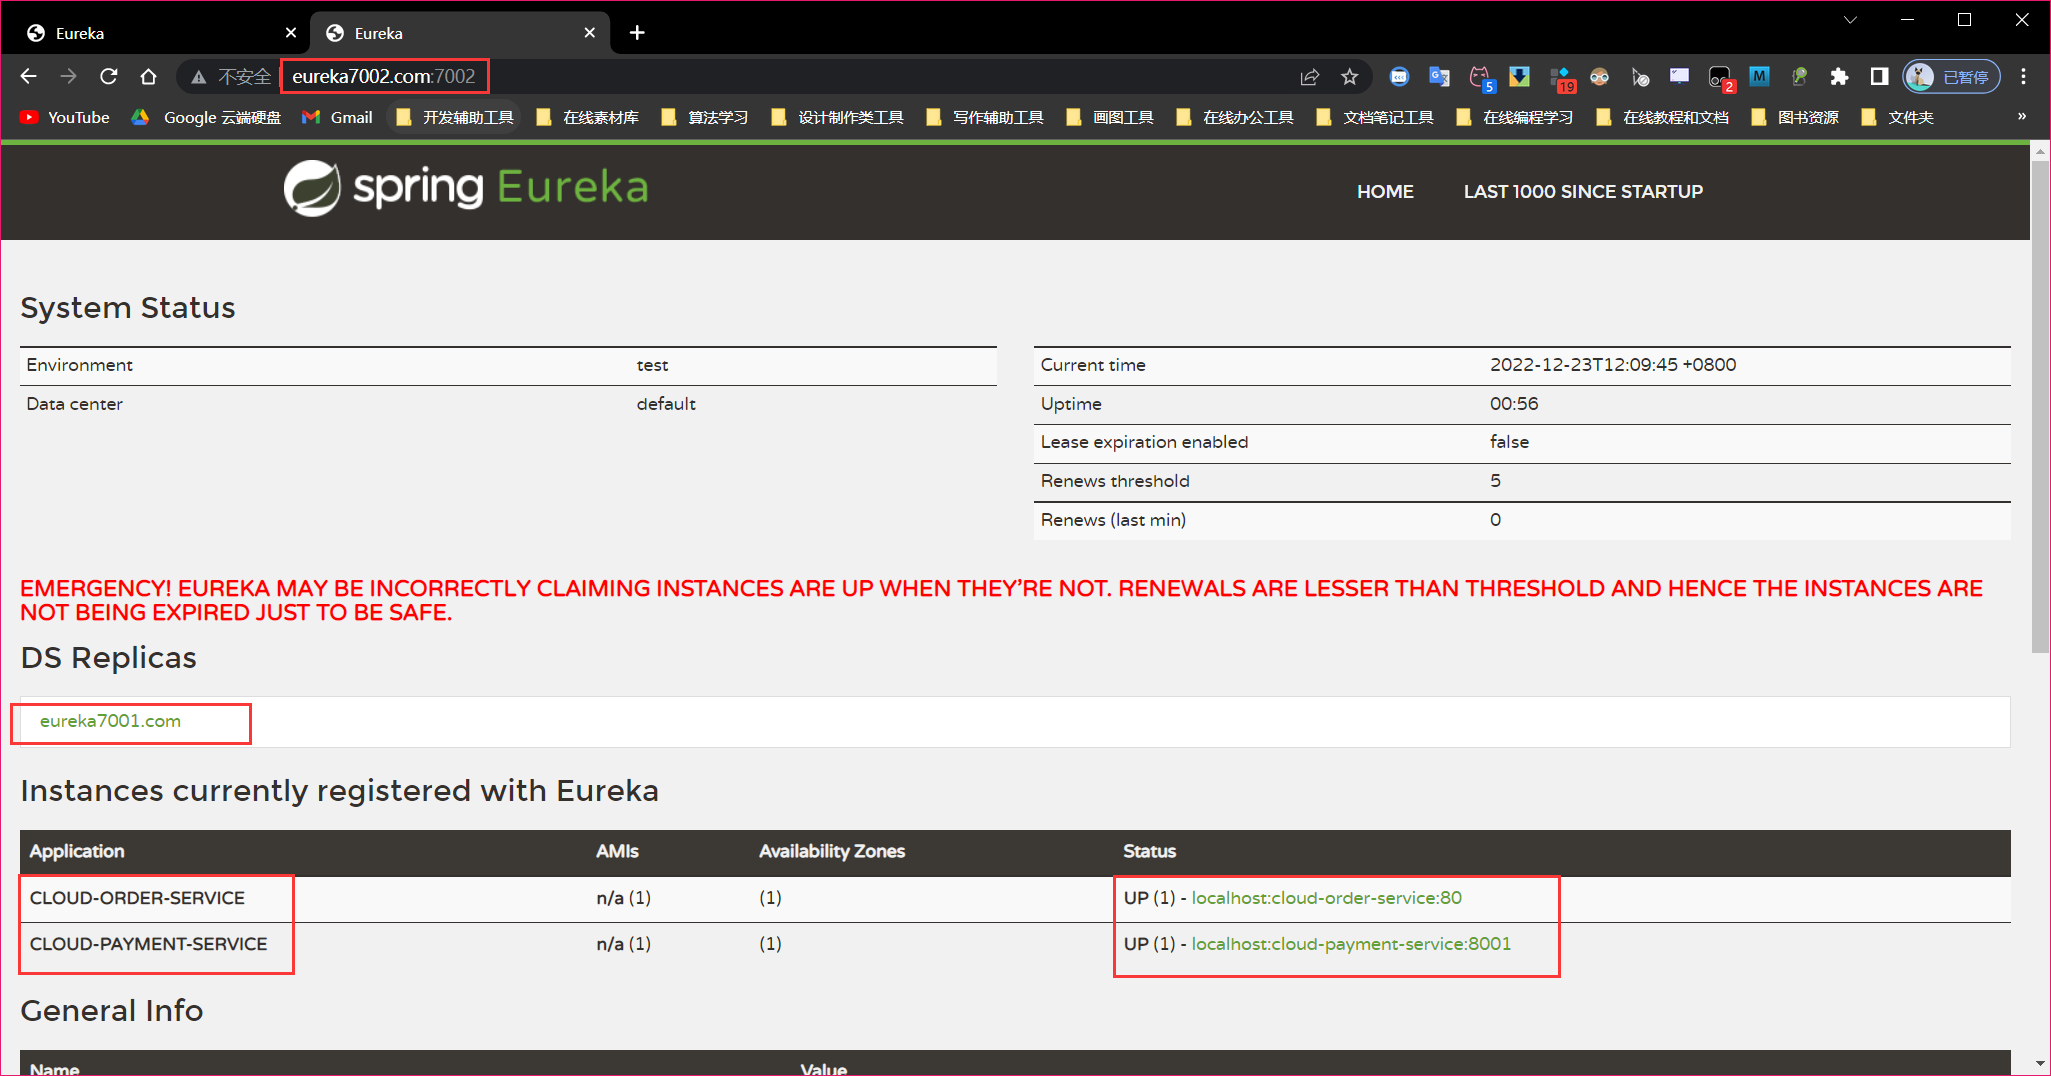 Eureka
Eureka
不安全 eureka7002.com:7002
5
19
2
M
已暂停
YouTube Google 云端硬盘 Gmail 开发辅助工具 在线素材库 算法学习 设计制作类工具 写作辅助工具 画图工具 在线办公工具 文档笔记工具 在线编程学习 在线教程和文档 图书资源 文件夹 »
spring Eureka
HOME LAST 1000 SINCE STARTUP
System Status
Environment test
Data center default
Current time 2022-12-23T12:09:45 +0800
Uptime 00:56
Lease expiration enabled false
Renews threshold 5
Renews (last min) 0
EMERGENCY! EUREKA MAY BE INCORRECTLY CLAIMING INSTANCES ARE UP WHEN THEY'RE NOT. RENEWALS ARE LESSER THAN THRESHOLD AND HENCE THE INSTANCES ARE
NOT BEING EXPIRED JUST TO BE SAFE.
DS Replicas
eureka7001.com
Instances currently registered with Eureka
Application AMIs Availability Zones Status
CLOUD-ORDER-SERVICE n/a (1) (1) UP (1) - localhost:cloud-order-service:80
CLOUD-PAYMENT-SERVICE n/a (1) (1) UP (1) - localhost:cloud-payment-service:8001
General Info
Name Value